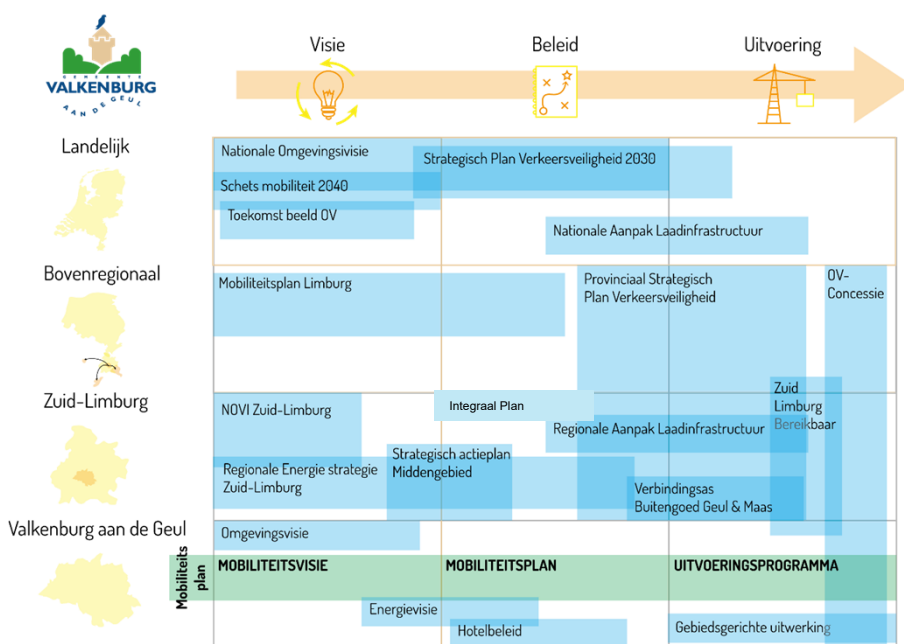 GEMEENTE
VALKENBURG
AAN DE GEUL
Visie
Beleid
Uitvoering
Landelijk
Nationale Omgevingsivisie
Strategisch Plan Verkeersveiligheid 2030
Schets mobiliteit 2040
Toekomst beeld OV
Nationale Aanpak Laadinfrastructuur
Bovenregionaal
Mobiliteitsplan Limburg
Provinciaal Strategisch
Plan Verkeersveiligheid
OV-
Concessie
Zuid-Limburg
NOVI Zuid-Limburg
Integraal Plan
Zuid
Limburg
Bereikbaar
Regionale Aanpak Laadinfrastructuur
Strategisch actieplan
Middengebied
Regionale Energie strategie
Zuid-Limburg
Verbindingsas
Buitengoed Geul & Maas
Valkenburg aan de Geul
Omgevingsvisie
Mobiliteits
plan
MOBILITEITSVISIE
MOBILITEITSPLAN
UITVOERINGSPROGRAMMA
Energievisie
Hotelbeleid
Gebiedsgerichte uitwerking